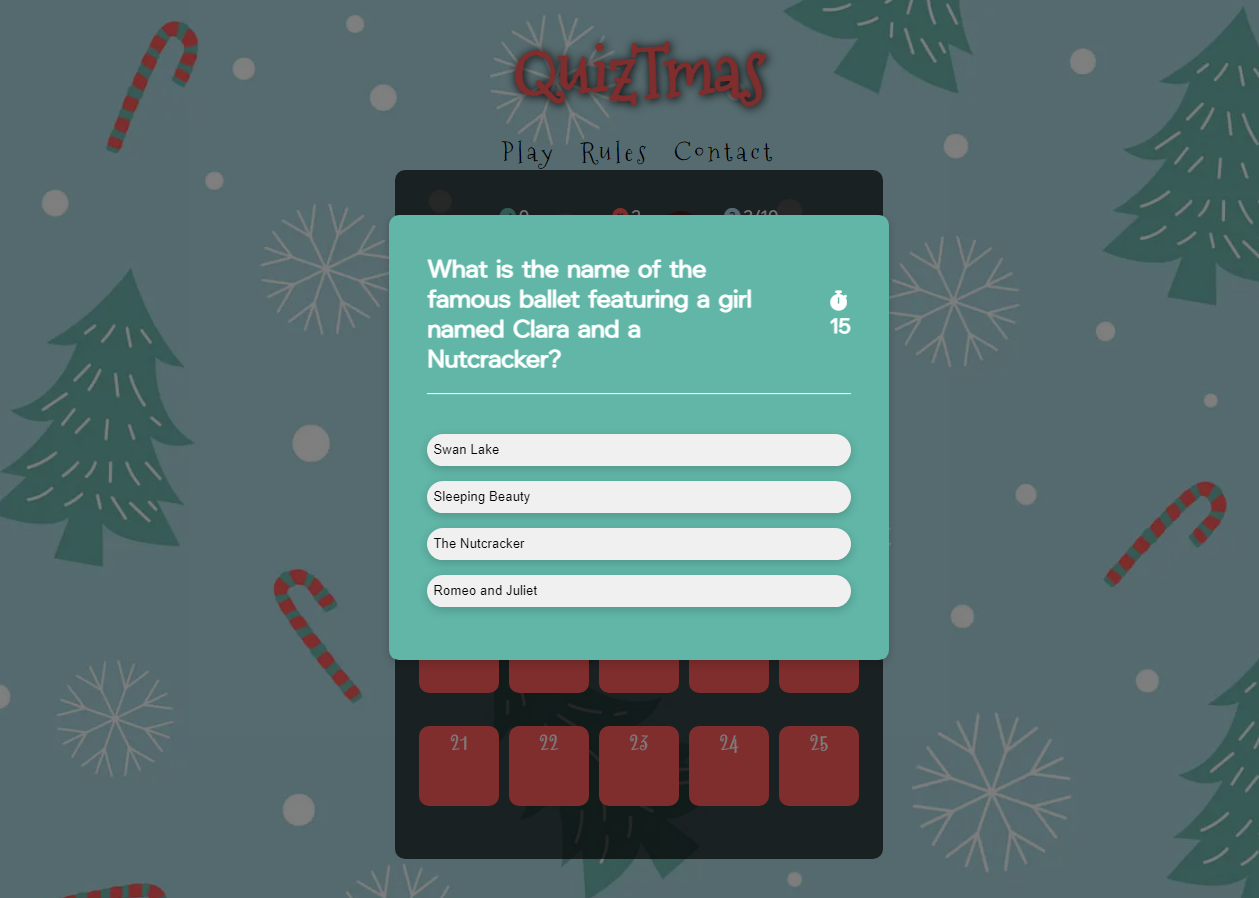 QuizTmas
Play Rules Contact
What is the name of the
famous ballet featuring a girl
named Clara and a
Nutcracker?
15
Swan Lake
Sleeping Beauty
The Nutcracker
Romeo and Juliet
21 22 23 24 25